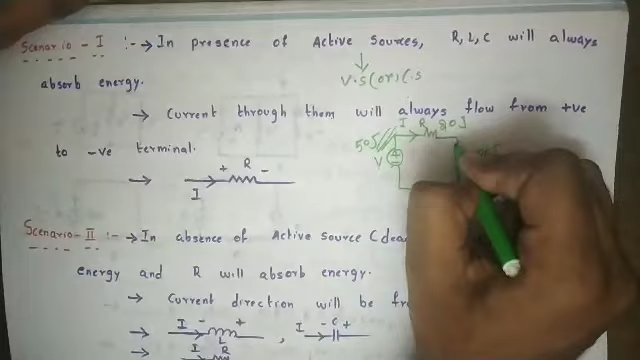 Scenario - I :- → In presence of Active Sources, R, L, C will always
absorb energy.
V.S (or) C.S
→ Current through them will always flow from +ve
to -ve terminal.
I R
50J
V
→ + R -
I
Scenario - II :- → In absence of Active source
energy and R will absorb energy.
→ Current direction will be
→ I - + , I - C +
L
→ I R